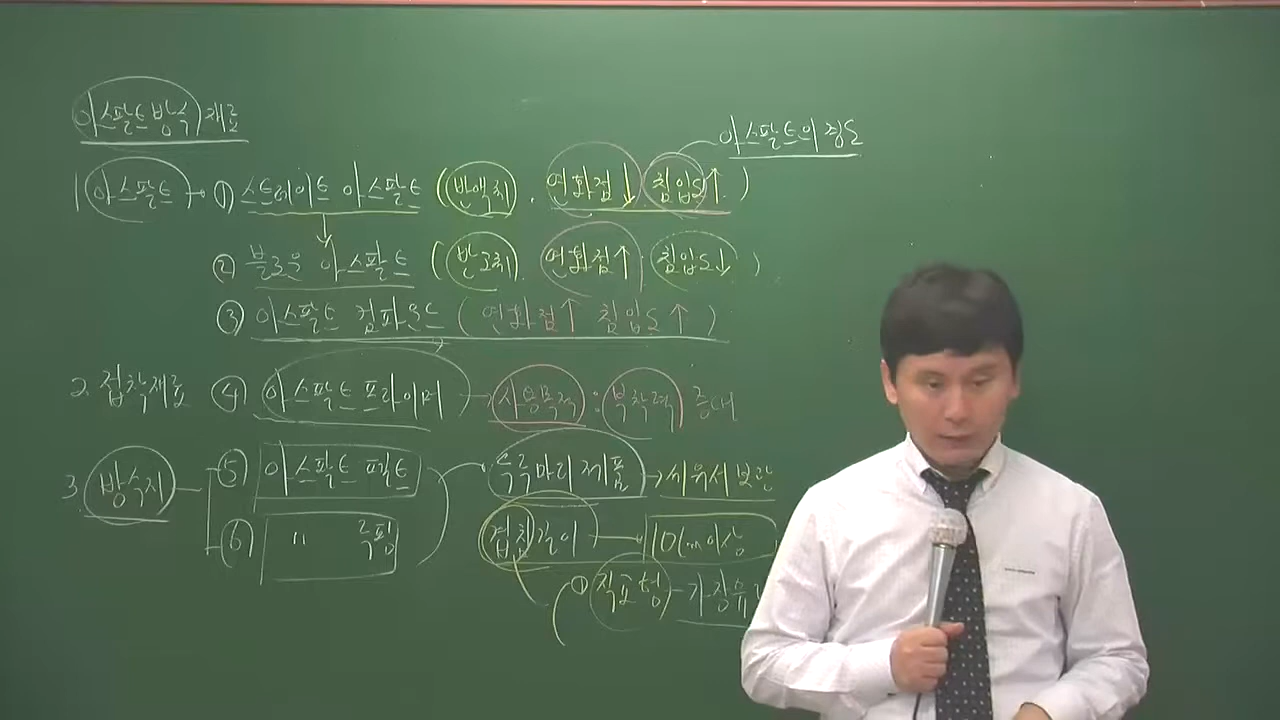 아스팔트방수 재료
아스팔트의 정도
1 아스팔트 → ① 스트레이트 아스팔트 (반액체, 연화점↓ 침입도↑)
② 블로운 아스팔트 (반고체, 연화점↑ 침입도↓)
③ 아스팔트 컴파운드 (연화점↑ 침입도↑)
2 접착재료 ④ 아스팔트 프라이머 → 사용목적 : 부착력 증대
3. 방수지 ⑤ 아스팔트 펠트 두루마리 제품 → 세워서 보관
⑥ " 루핑 겹침길이 → 10cm이상
① 직교형 - 가장유